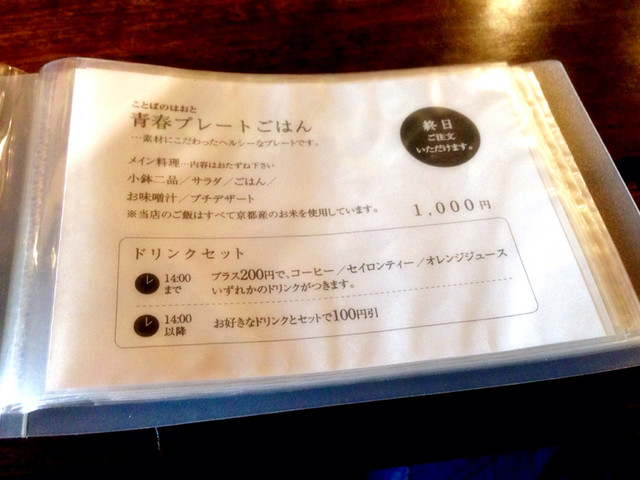 ことばのはおと
青春プレートごはん
…素材にこだわったヘルシーなプレートです。
終日
ご注文
いただけます。
メイン料理…内容はおたずね下さい
小鉢二品／サラダ／ごはん／
お味噌汁／プチデザート
※当店のご飯はすべて京都産のお米を使用しています。
1,000円
ドリンクセット
14:00
まで
プラス200円で、コーヒー／セイロンティー／オレンジジュース
いずれかのドリンクがつきます。
14:00
以降
お好きなドリンクとセットで100円引